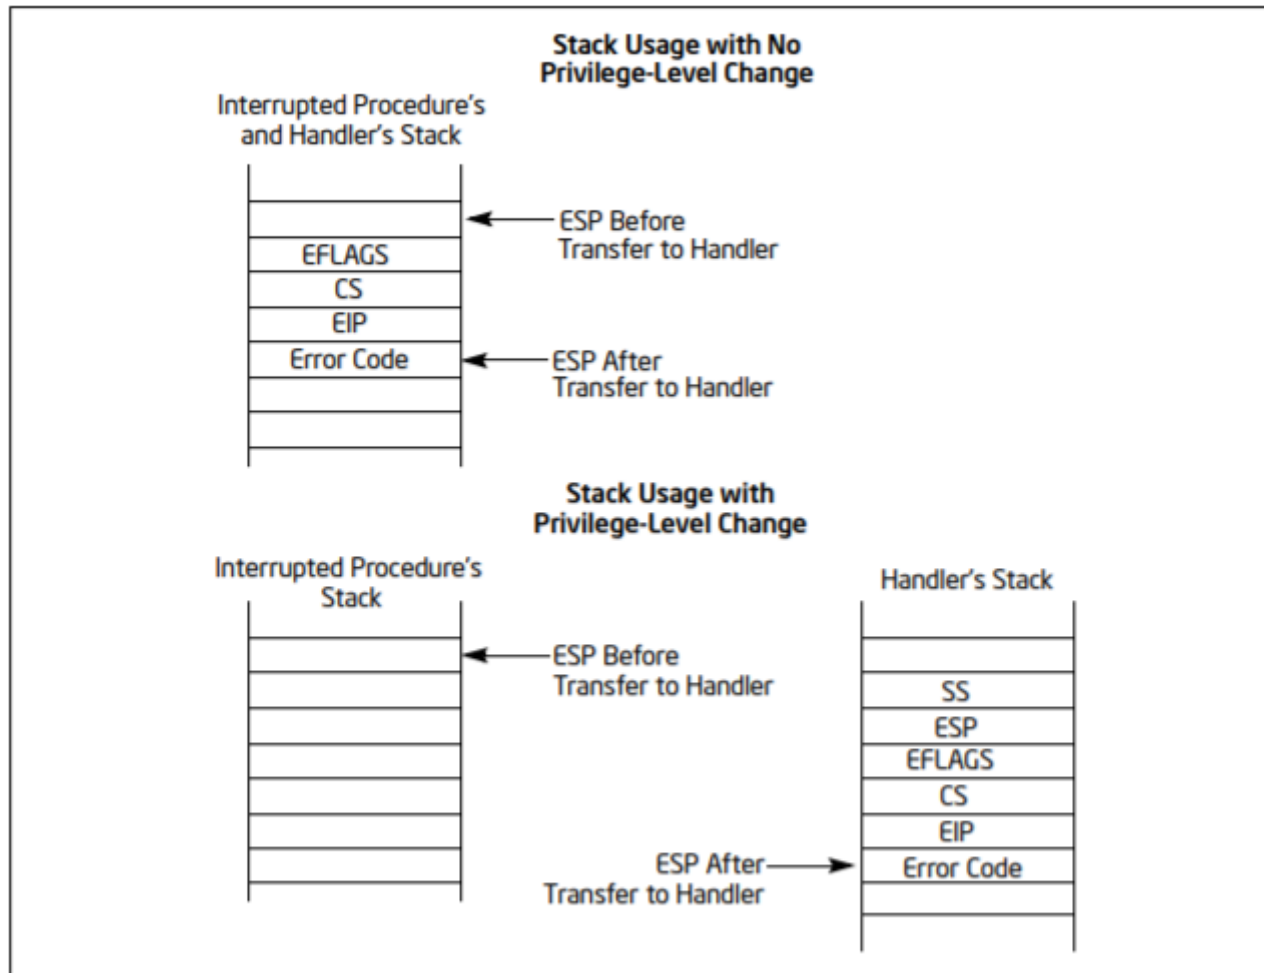 Stack Usage with No
Privilege-Level Change
Interrupted Procedure's
and Handler's Stack
ESP Before
Transfer to Handler
EFLAGS
CS
EIP
Error Code
ESP After
Transfer to Handler
Stack Usage with
Privilege-Level Change
Interrupted Procedure's
Stack
Handler's Stack
ESP Before
Transfer to Handler
SS
ESP
EFLAGS
CS
EIP
ESP After
Transfer to Handler
Error Code